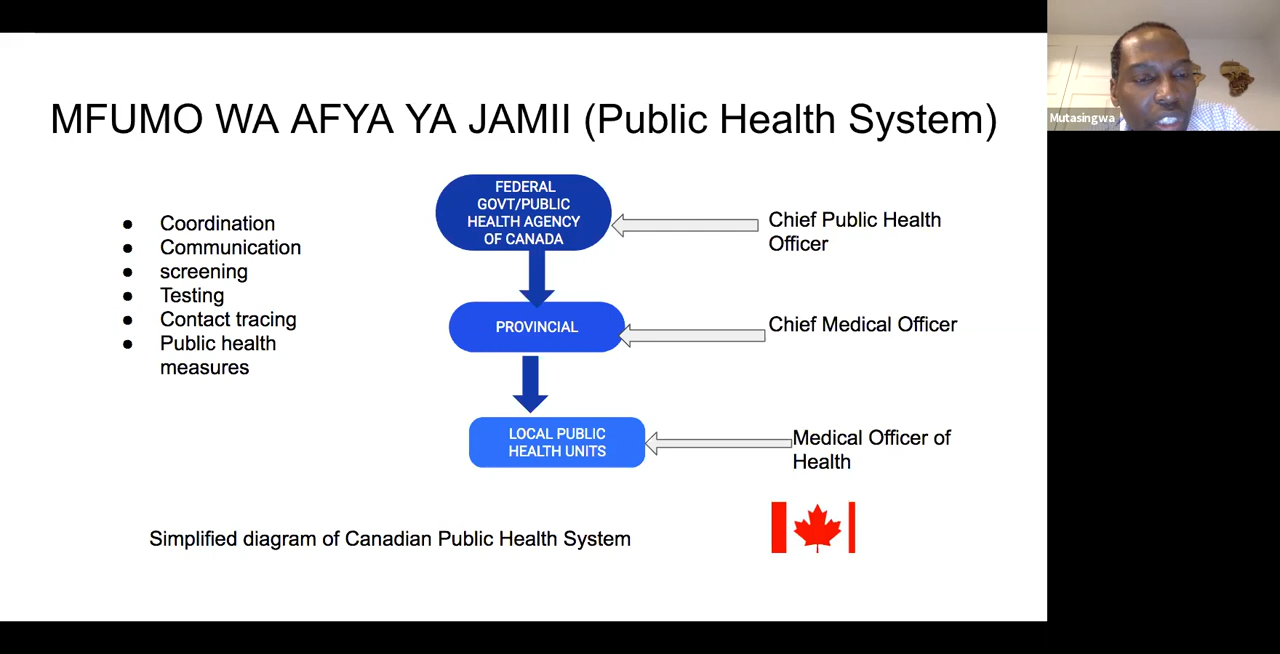 MFUMO WA AFYA YA JAMII (Public Health System)
Mutasingwa
● Coordination
● Communication
● screening
● Testing
● Contact tracing
● Public health
measures
FEDERAL
GOVT/PUBLIC
HEALTH AGENCY
OF CANADA
Chief Public Health
Officer
PROVINCIAL
Chief Medical Officer
LOCAL PUBLIC
HEALTH UNITS
Medical Officer of
Health
Simplified diagram of Canadian Public Health System